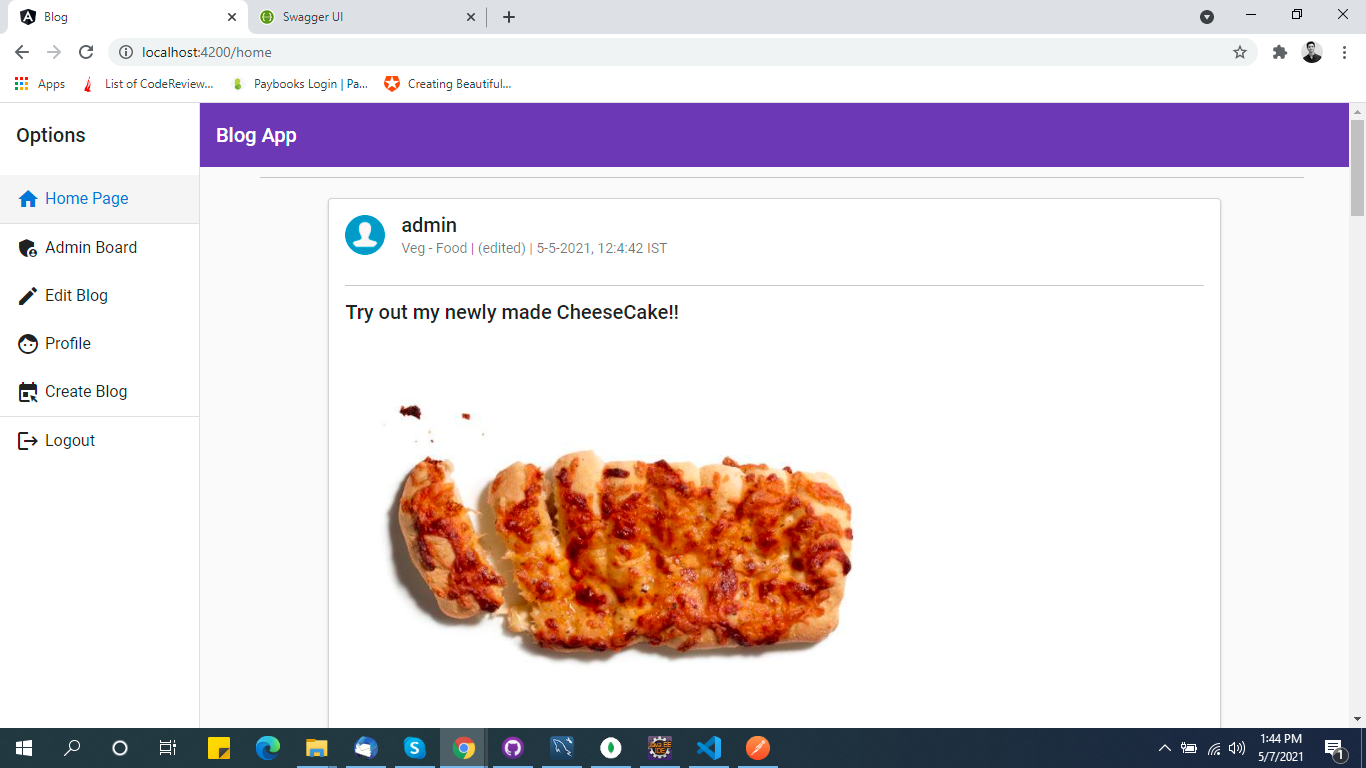 Blog
Swagger UI
localhost:4200/home
Apps
List of CodeReview...
Paybooks Login | Pa...
Creating Beautiful...
Options
Blog App
Home Page
Admin Board
Edit Blog
Profile
Create Blog
Logout
admin
Veg - Food | (edited) | 5-5-2021, 12:4:42 IST
Try out my newly made CheeseCake!!
1:44 PM
5/7/2021
1